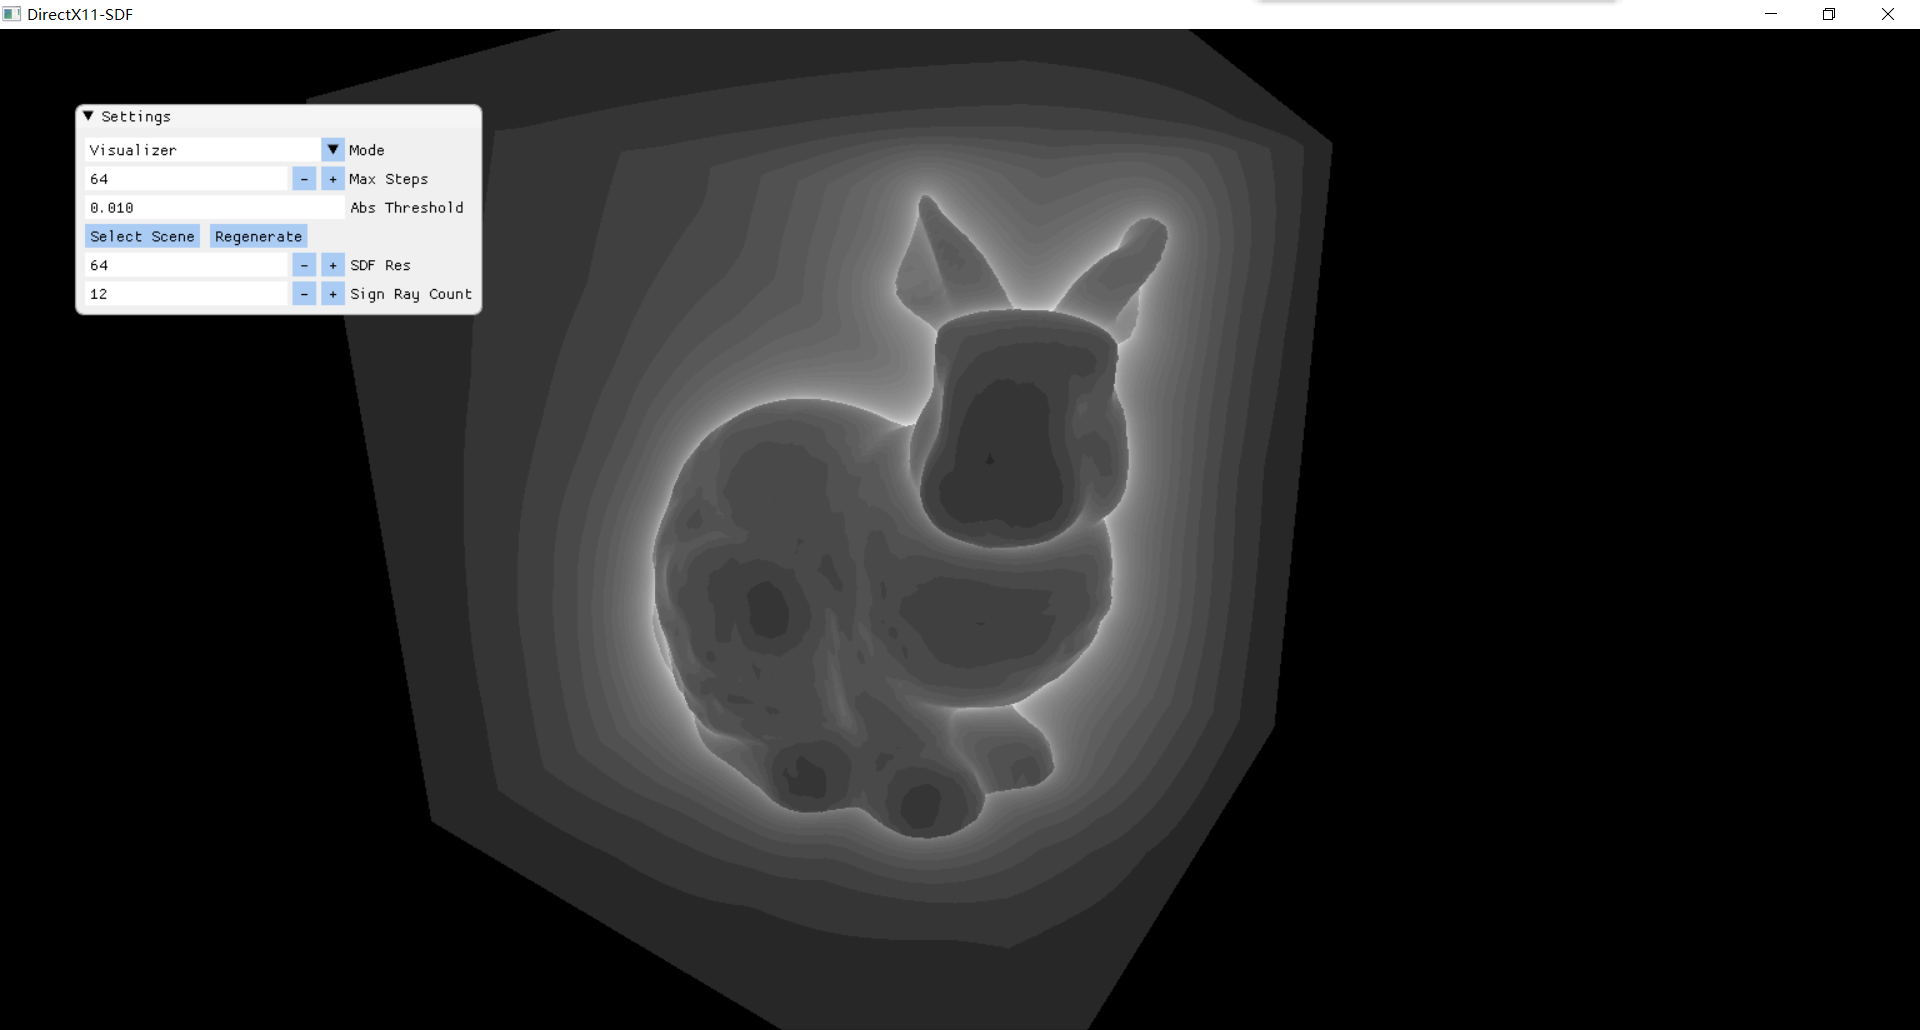 DirectX11-SDF
Settings
Visualizer Mode
64 - + Max Steps
0.010 Abs Threshold
Select Scene Regenerate
64 - + SDF Res
12 - + Sign Ray Count